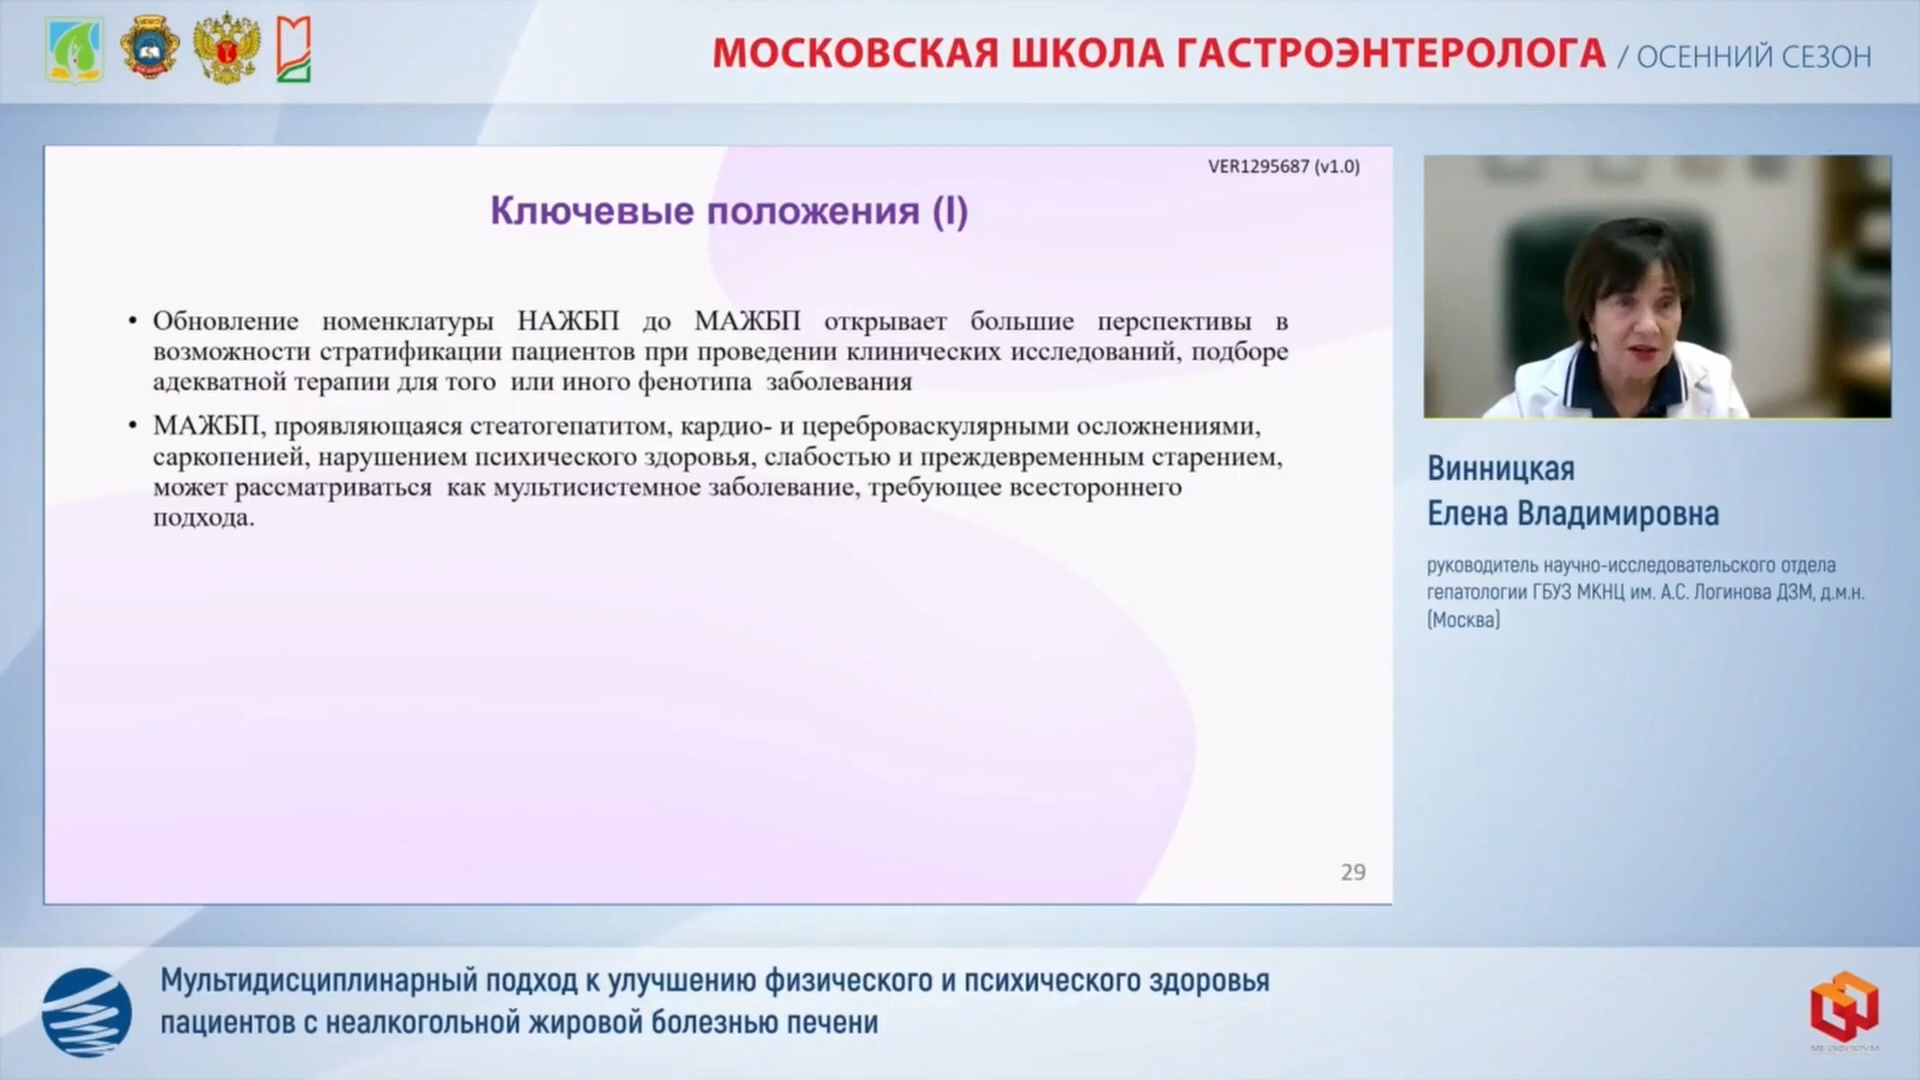 МОСКОВСКАЯ ШКОЛА ГАСТРОЭНТЕРОЛОГА / ОСЕННИЙ СЕЗОН
VER1295687 (v1.0)
Ключевые положения (I)
• Обновление номенклатуры НАЖБП до МАЖБП открывает большие перспективы в
возможности стратификации пациентов при проведении клинических исследований, подборе
адекватной терапии для того или иного фенотипа заболевания
• МАЖБП, проявляющаяся стеатогепатитом, кардио- и цереброваскулярными осложнениями,
саркопенией, нарушением психического здоровья, слабостью и преждевременным старением,
может рассматриваться как мультисистемное заболевание, требующее всестороннего
подхода.
29
Винницкая
Елена Владимировна
руководитель научно-исследовательского отдела
гепатологии ГБУЗ МКНЦ им. А.С. Логинова ДЗМ, д.м.н.
(Москва)
Мультидисциплинарный подход к улучшению физического и психического здоровья
пациентов с неалкогольной жировой болезнью печени
МЕДФОРУМ